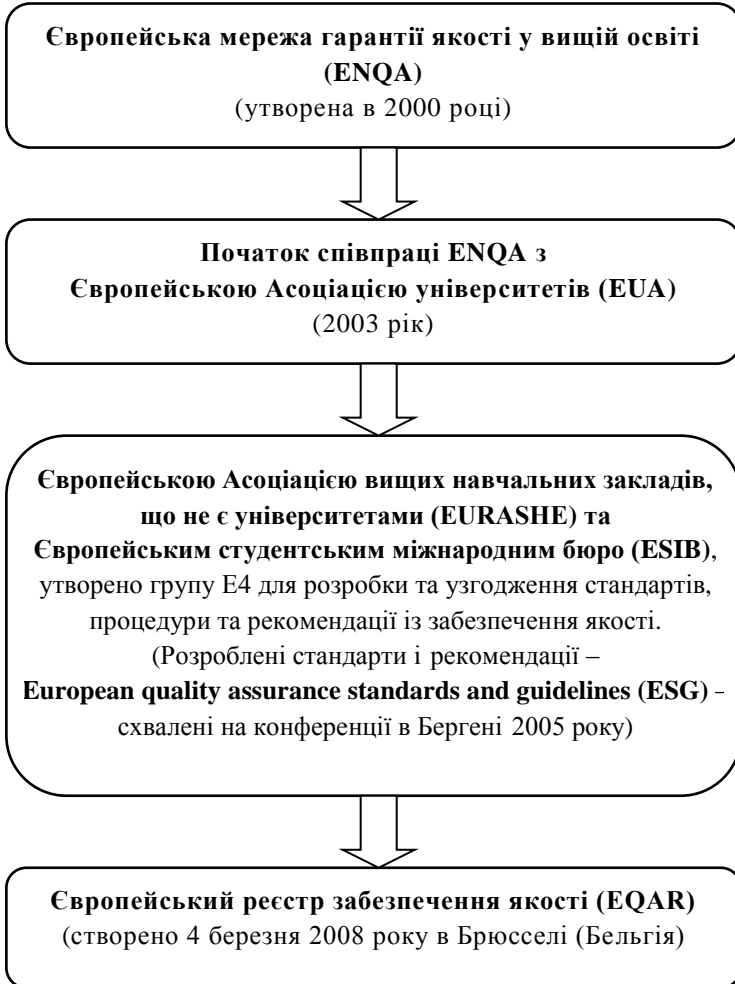 Європейська мережа гарантії якості у вищій освіті
(ENQA)
(утворена в 2000 році)
Початок співпраці ENQA з
Європейською Асоціацією університетів (EUA)
(2003 рік)
Європейською Асоціацією вищих навчальних закладів,
що не є університетами (EURASHE) та
Європейським студентським міжнародним бюро (ESIB),
утворено групу Е4 для розробки та узгодження стандартів,
процедури та рекомендації із забезпечення якості.
(Розроблені стандарти і рекомендації –
European quality assurance standards and guidelines (ESG) –
схвалені на конференції в Бергені 2005 року)
Європейський реєстр забезпечення якості (EQAR)
(створено 4 березня 2008 року в Брюсселі (Бельгія)